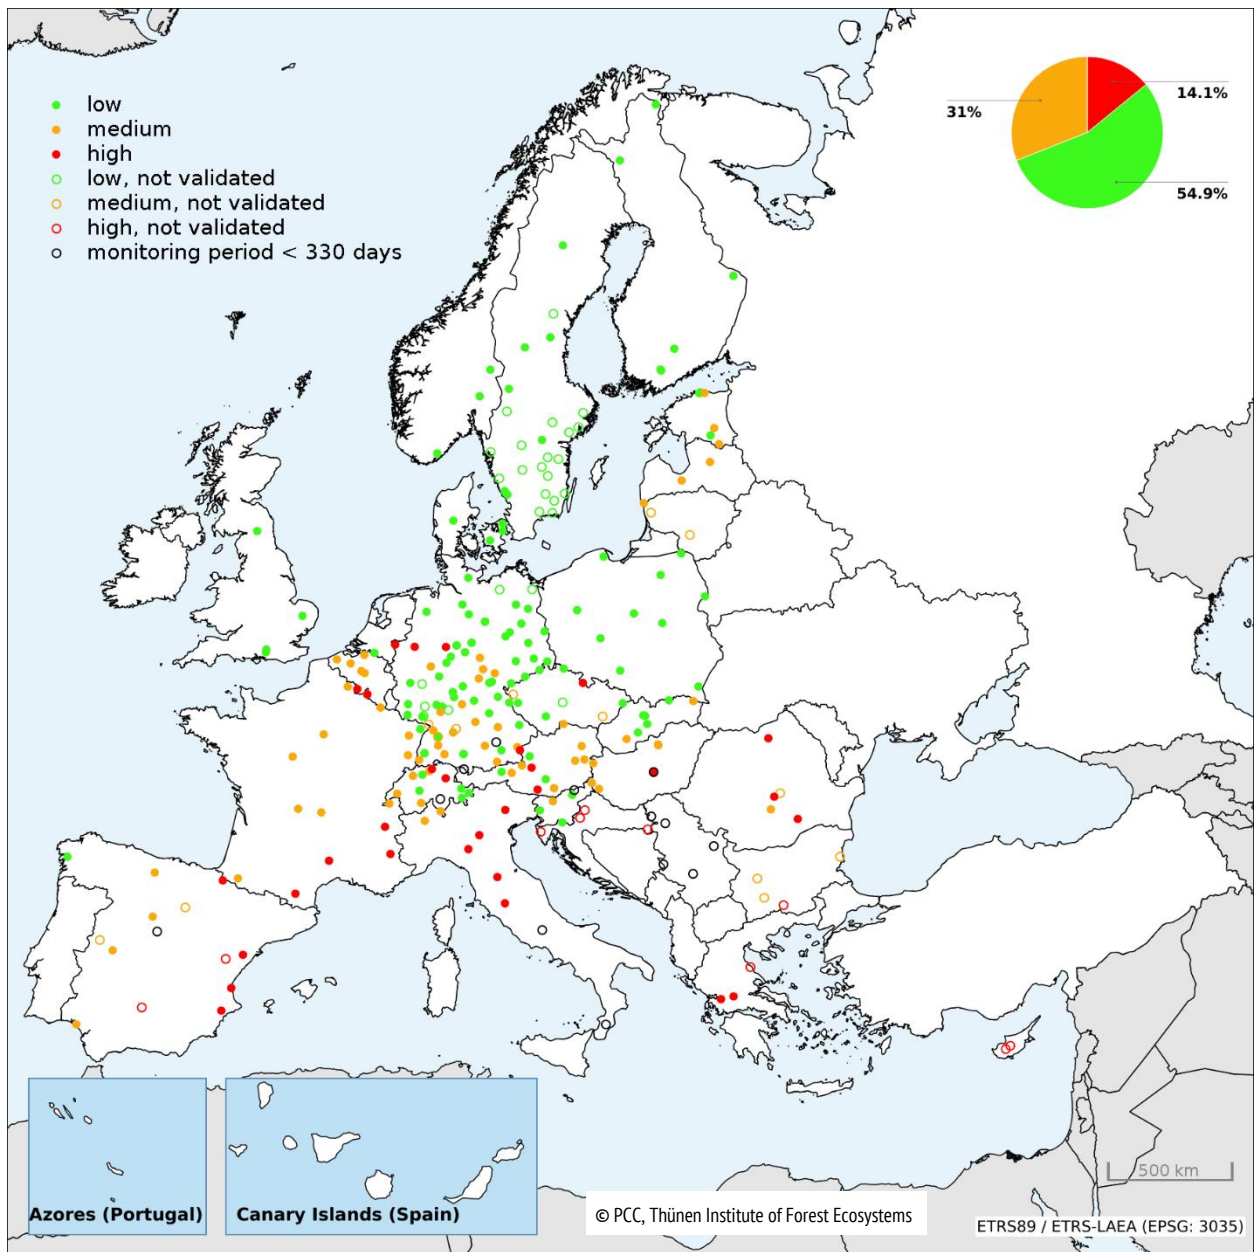 low
medium
high
low, not validated
medium, not validated
high, not validated
monitoring period < 330 days
14.1%
31%
54.9%
500 km
Azores (Portugal)
Canary Islands (Spain)
© PCC, Thünen Institute of Forest Ecosystems
ETRS89 / ETRS-LAEA (EPSG: 3035)